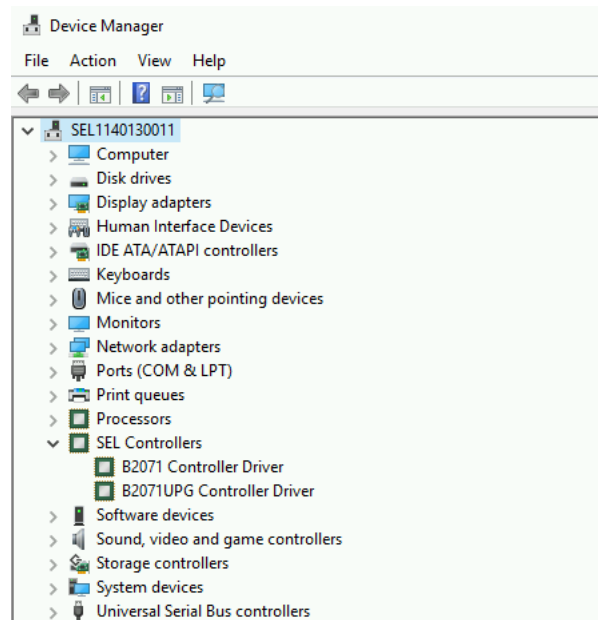 Device Manager
File Action View Help
SEL1140130011
Computer
Disk drives
Display adapters
Human Interface Devices
IDE ATA/ATAPI controllers
Keyboards
Mice and other pointing devices
Monitors
Network adapters
Ports (COM & LPT)
Print queues
Processors
SEL Controllers
B2071 Controller Driver
B2071UPG Controller Driver
Software devices
Sound, video and game controllers
Storage controllers
System devices
Universal Serial Bus controllers